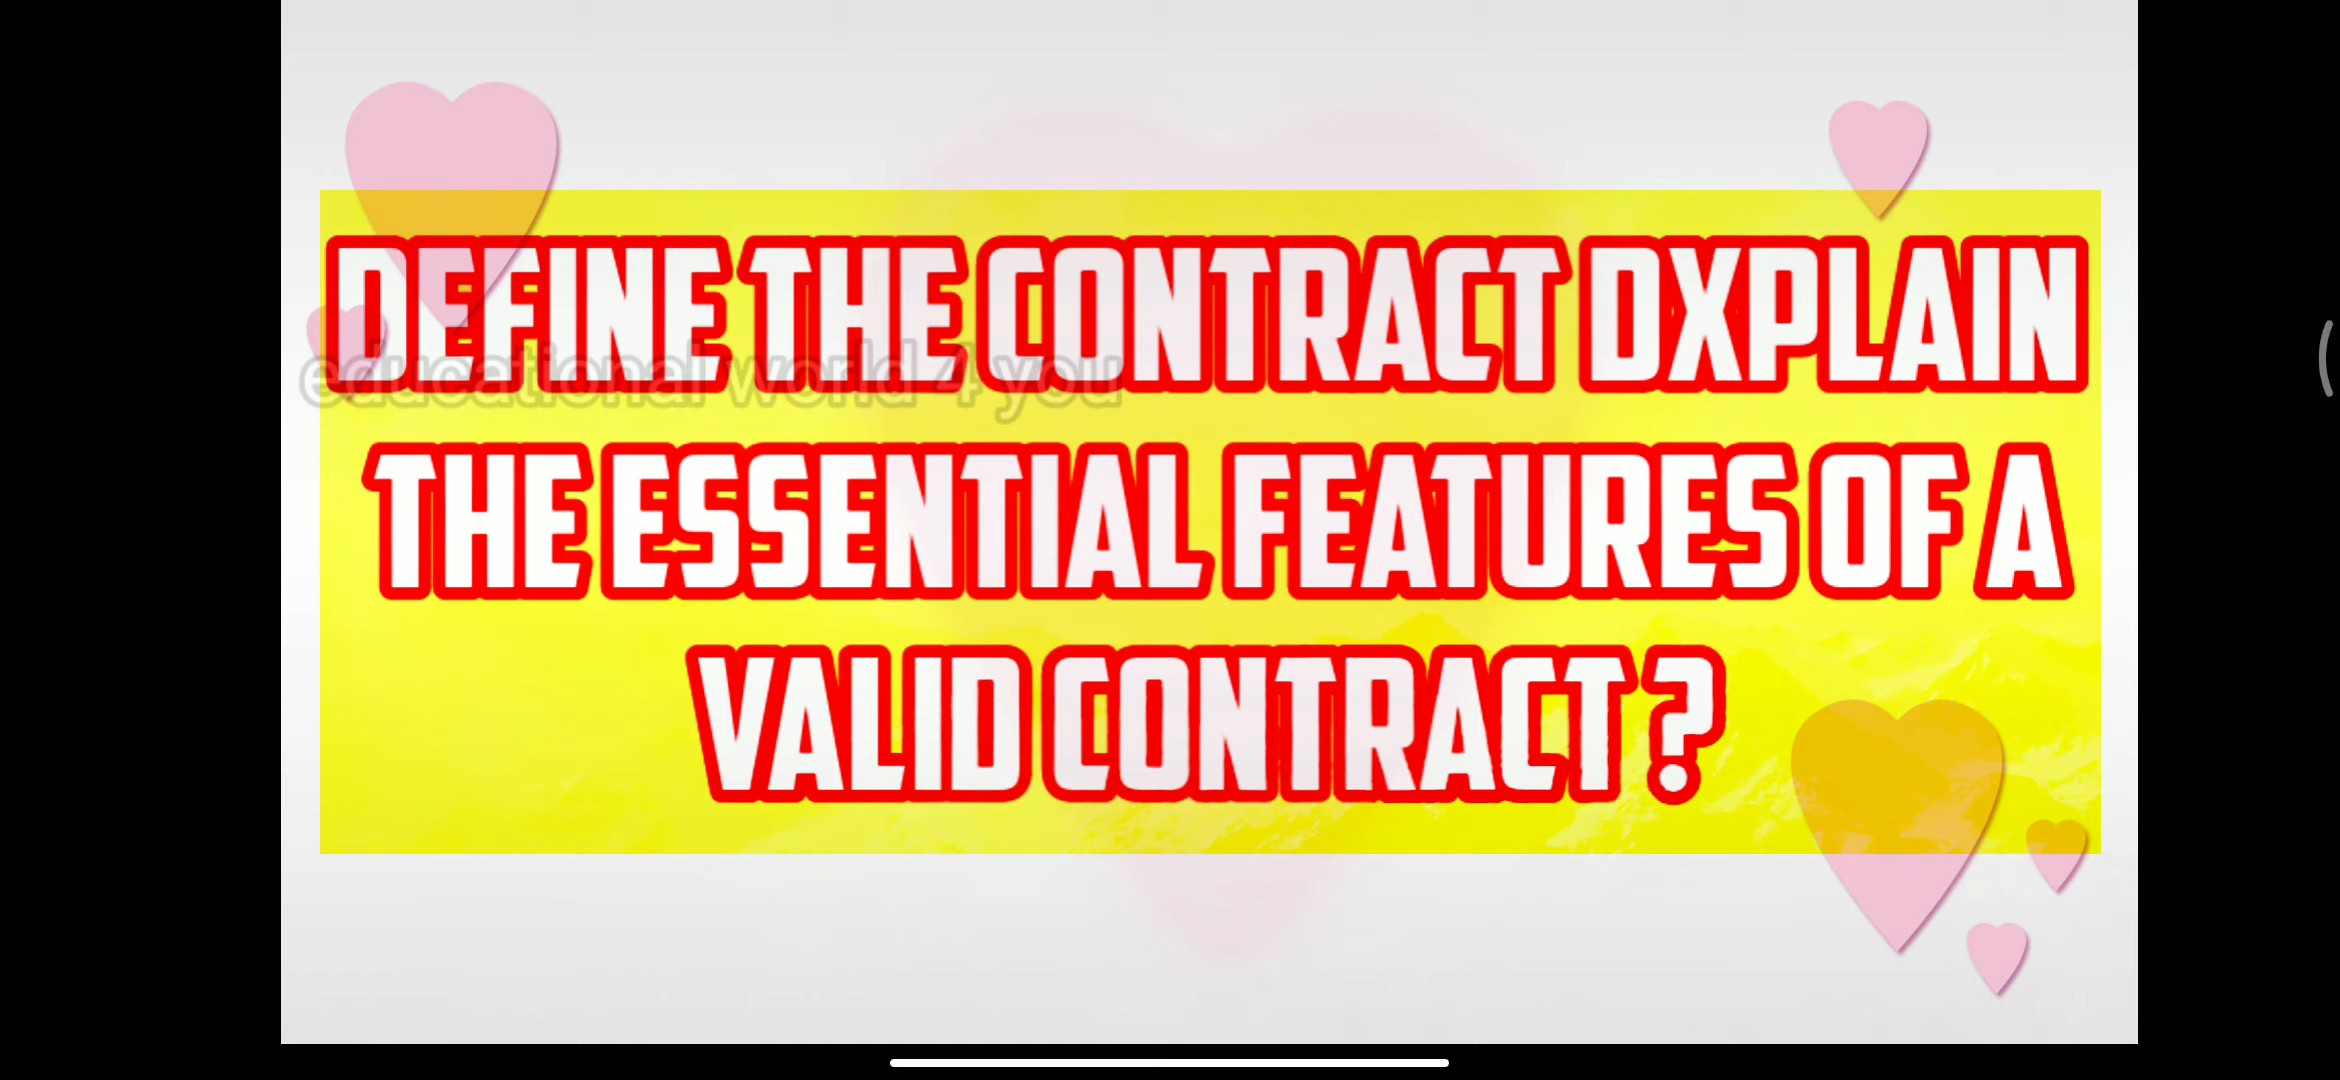 DEFINE THE CONTRACT DXPLAIN
educational world 4 you
THE ESSENTIAL FEATURES OF A
VALID CONTRACT ?